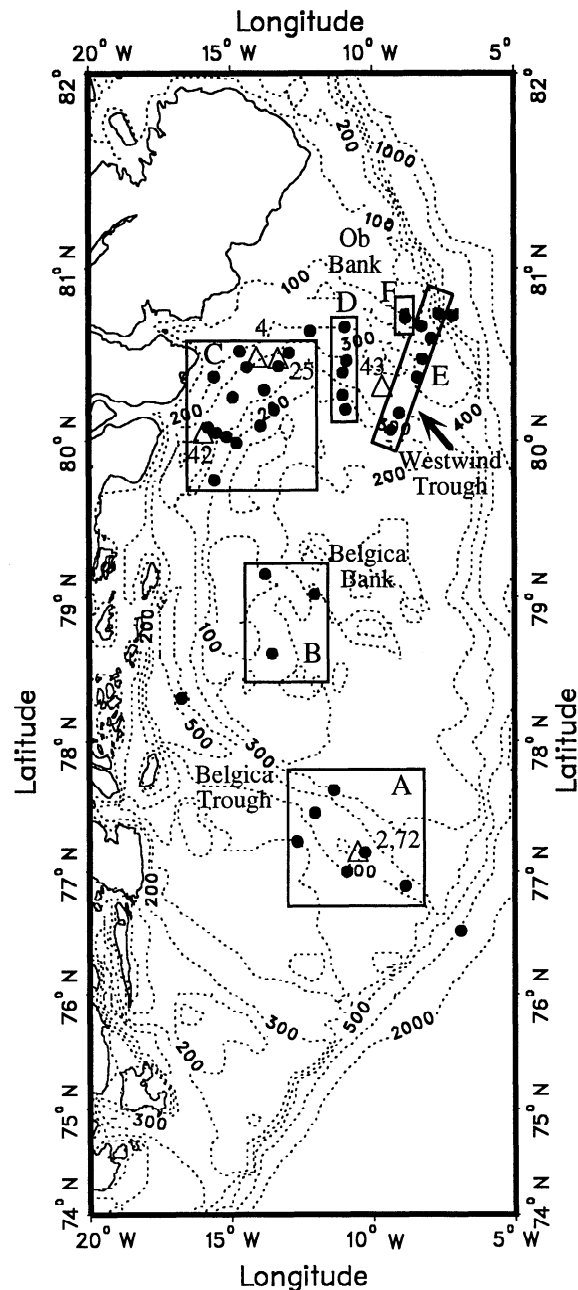 Longitude
20° W 15° W 10° W 5°
82° 82°
200
1000
100
Ob
Bank
81° N 81° N
100
F
D
4
300
C
43
25
E
200
200
400
42
300
80° N 80° N
200
Westwind
Trough
Belgica
Bank
79° N 79° N
200
100
B
500
300
78° N 78° N
Latitude Latitude
Belgica
Trough
A
2,72
77° N 77° N
200
76° N 76° N
300
500
2000
200
75° N 75° N
300
74° N 74° N
20° W 15° W 10° W 5° W
Longitude